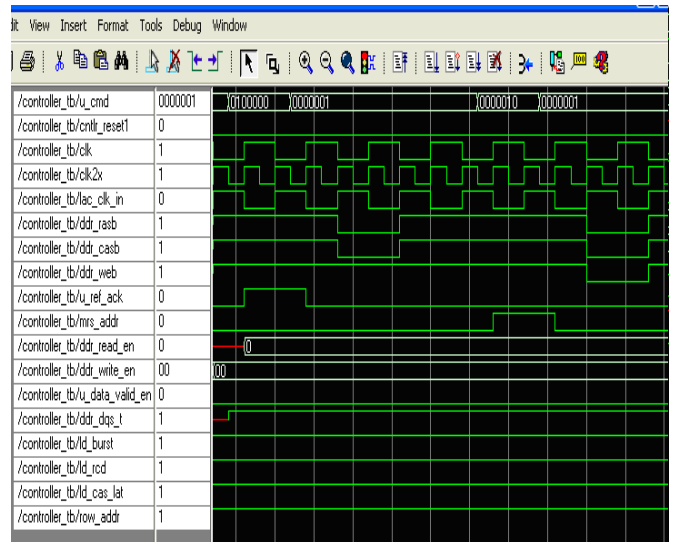 dit View Insert Format Tools Debug Window
/controller_tb/u_cmd 0000001 0100000 0000001 0000010 0000001
/controller_tb/cntlr_reset1 0
/controller_tb/clk 1
/controller_tb/clk2x 1
/controller_tb/lac_clk_in 0
/controller_tb/ddr_rasb 1
/controller_tb/ddr_casb 1
/controller_tb/ddr_web 1
/controller_tb/u_ref_ack 0
/controller_tb/mrs_addr 0
/controller_tb/ddr_read_en 0 0
/controller_tb/ddr_write_en 00 00
/controller_tb/u_data_valid_en 0
/controller_tb/ddr_dqs_t 1
/controller_tb/ld_burst 1
/controller_tb/ld_rcd 1
/controller_tb/ld_cas_lat 1
/controller_tb/row_addr 1